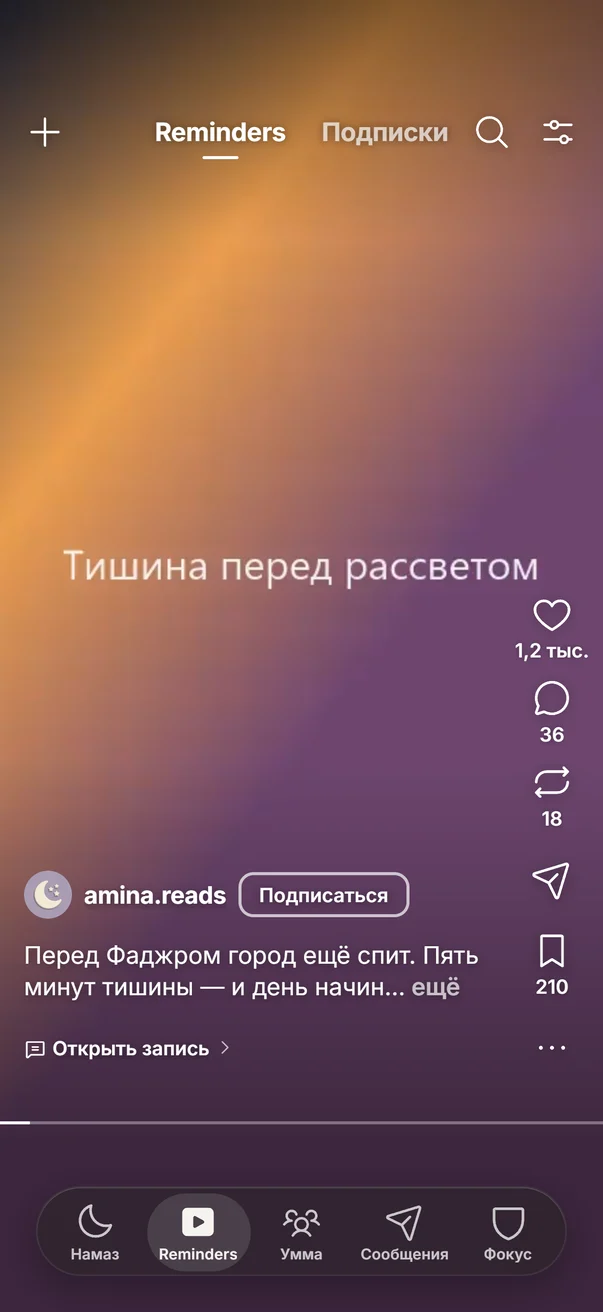 Reminders Подписки
Тишина перед рассветом
1,2 тыс.
36
18
amina.reads Подписаться
Перед Фаджром город ещё спит. Пять
минут тишины — и день начин... ещё
210
Открыть запись
Намаз Reminders Умма Сообщения Фокус